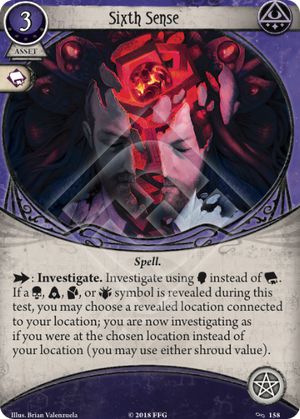 3
Sixth Sense
ASSET
Spell.
: Investigate. Investigate using instead of .
If a , , , or symbol is revealed during this
test, you may choose a revealed location connected
to your location; you are now investigating as
if you were at the chosen location instead of
your location (you may use either shroud value).
Illus. Brian Valenzuela
© 2018 FFG
158